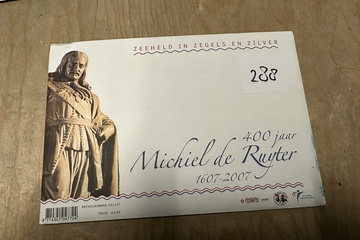 ZEEHELD IN ZEGELS EN ZILVER
288
400 jaar
Michiel de Ruyter
1607-2007